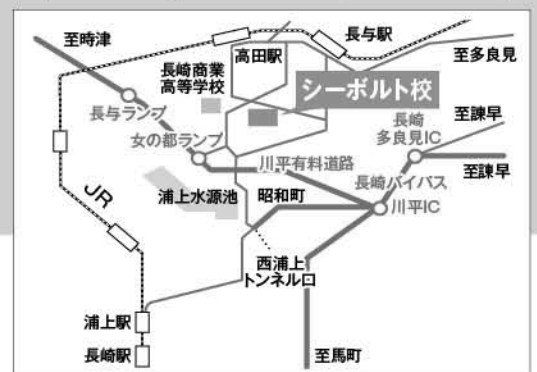 長与駅
至時津
高田駅
至多良見
長崎商業
高等学校
シーボルト校
長与ランプ
至諫早
長崎
多良見IC
女の都ランプ
川平有料道路
至諫早
長崎バイパス
浦上水源池
昭和町
川平IC
JR
西浦上
トンネル口
浦上駅
長崎駅
至馬町